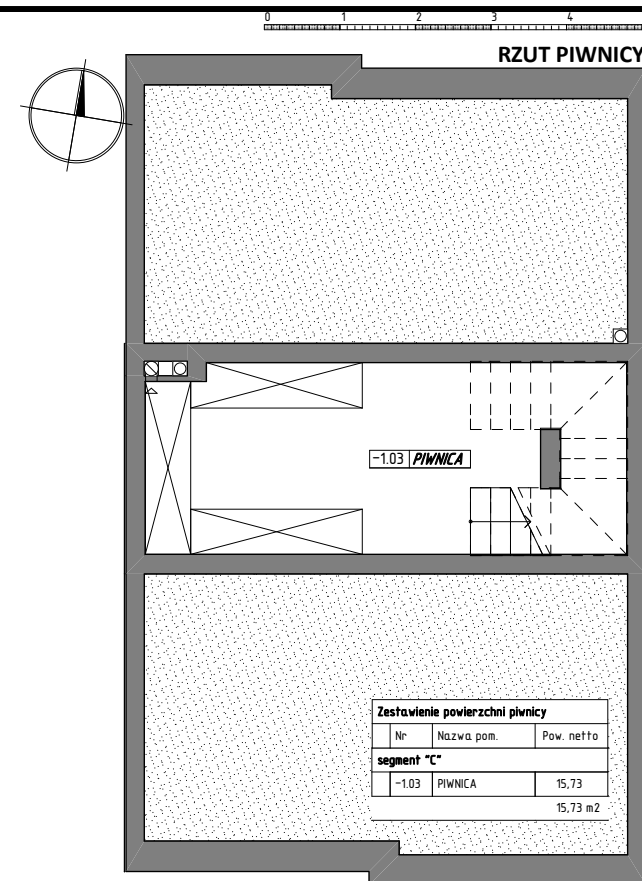 0 1 2 3 4
RZUT PIWNICY
-1.03 PIWNICA
Zestawienie powierzchni piwnicy
Nr Nazwa pom. Pow. netto
segment "C"
-1.03 PIWNICA 15,73
15,73 m2